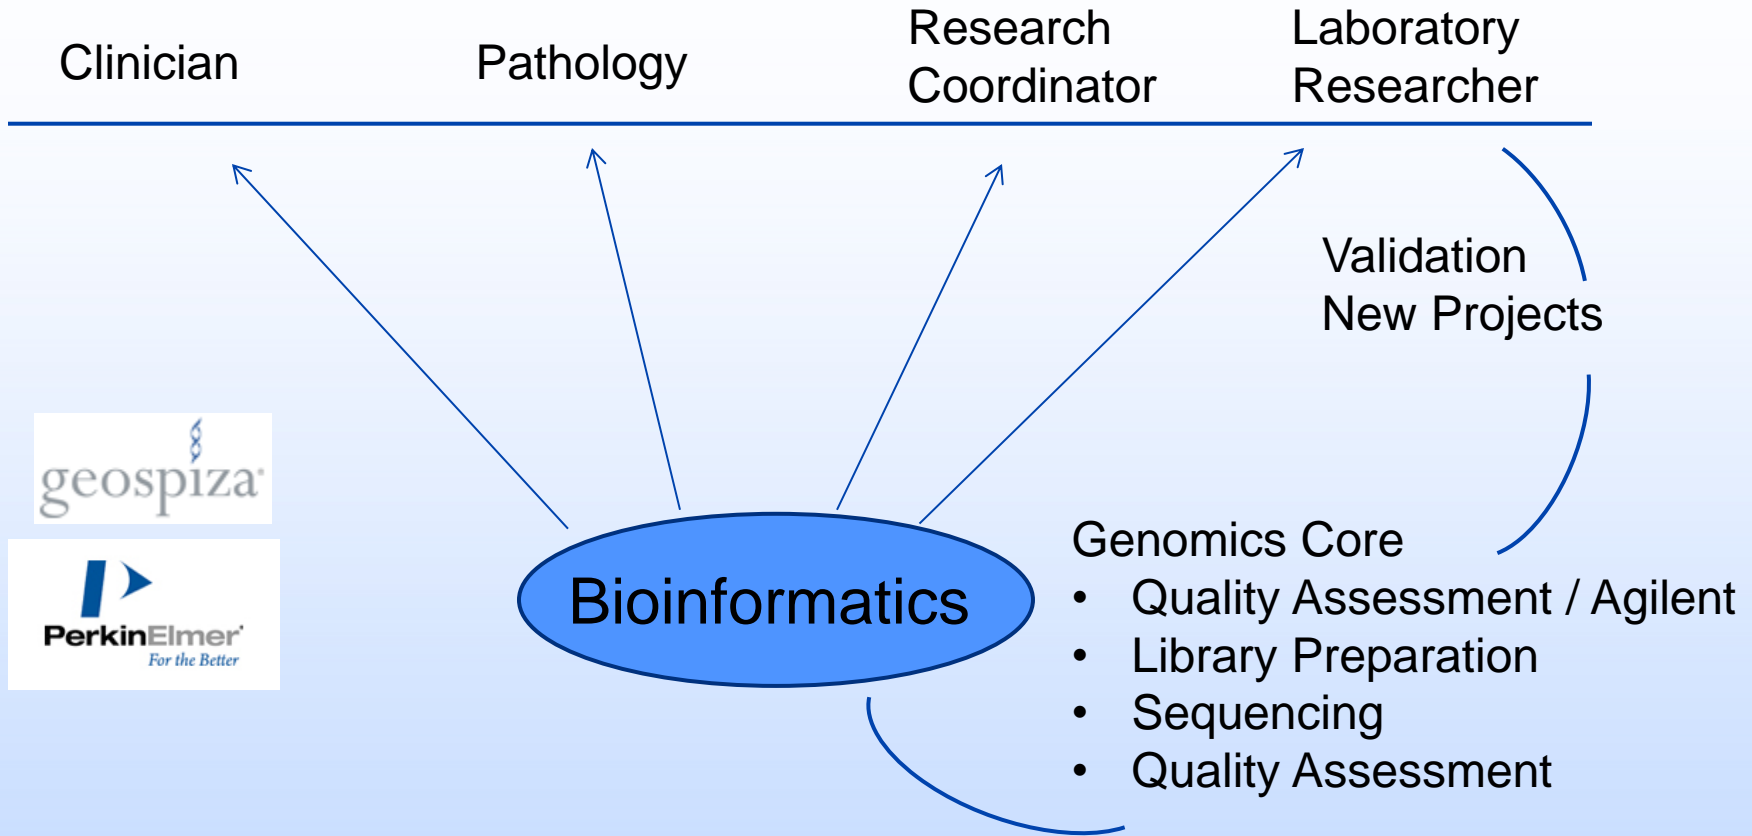 Clinician
Pathology
Research
Coordinator
Laboratory
Researcher
Validation
New Projects
geospiza®
PerkinElmer®
For the Better
Bioinformatics
Genomics Core
• Quality Assessment / Agilent
• Library Preparation
• Sequencing
• Quality Assessment